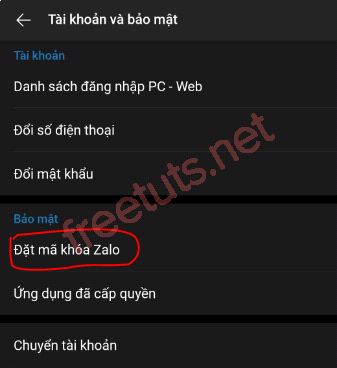 Tài khoản và bảo mật
Tài khoản
Danh sách đăng nhập PC - Web
Đổi số điện thoại
Đổi mật khẩu
Bảo mật
Đặt mã khóa Zalo
Ứng dụng đã cấp quyền
Chuyển tài khoản
freetuts.net